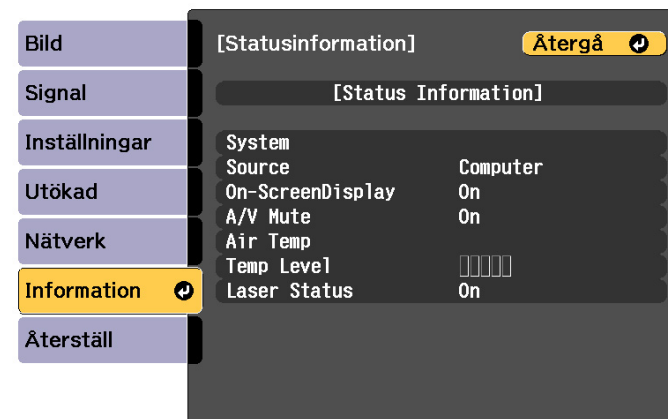 Bild
Signal
Inställningar
Utökad
Nätverk
Information
Återställ
[Statusinformation]
Återgå
[Status Information]
System
Source Computer
On-ScreenDisplay On
A/V Mute On
Air Temp
Temp Level
Laser Status On